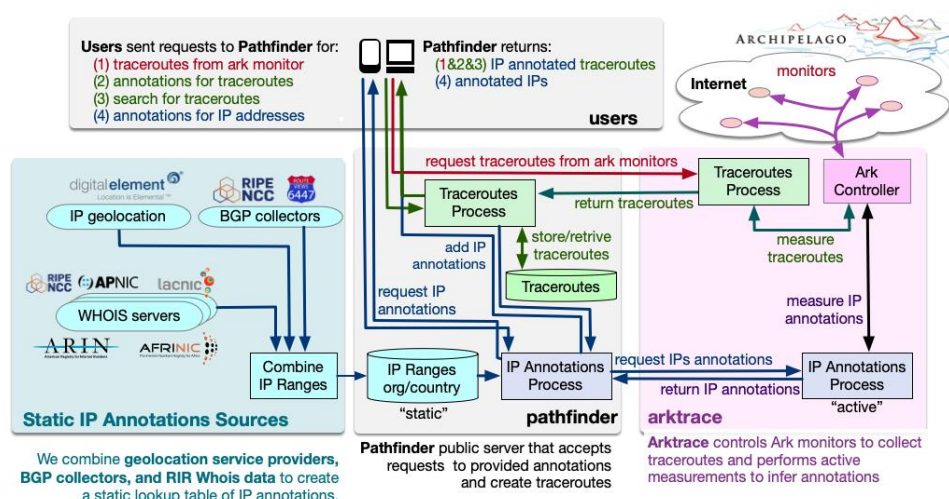 Users sent requests to Pathfinder for:
(1) traceroutes from ark monitor
(2) annotations for traceroutes
(3) search for traceroutes
(4) annotations for IP addresses
Pathfinder returns:
(1&2&3) IP annotated traceroutes
(4) annotated IPs
users
ARCHIPELAGO
monitors
Internet
digitalelement
Location is Elemental™
IP geolocation
RIPE
NCC
ROUTE
VIEWS
6447
BGP collectors
RIPE
NCC
APNIC
lacnic
WHOIS servers
ARIN
AFRINIC
Combine
IP Ranges
Static IP Annotations Sources
We combine geolocation service providers,
BGP collectors, and RIR Whois data to create
a static lookup table of IP annotations.
request traceroutes from ark monitors
Traceroutes
Process
return traceroutes
add IP
annotations
store/retrive
traceroutes
Traceroutes
request IP
annotations
IP Ranges
org/country
"static"
IP Annotations
Process
pathfinder
Pathfinder public server that accepts
requests to provided annotations
and create traceroutes
Traceroutes
Process
Ark
Controller
measure
traceroutes
measure IP
annotations
request IPs annotations
return IP annotations
IP Annotations
Process
"active"
arktrace
Arktrace controls Ark monitors to collect
traceroutes and performs active
measurements to infer annotations